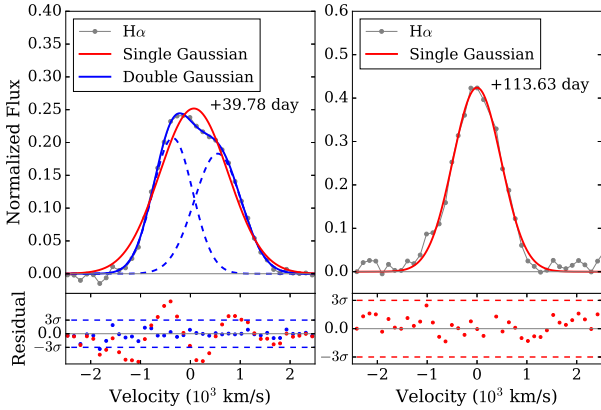 Hα
Single Gaussian
Double Gaussian
+39.78 day
Normalized Flux
0.40
0.35
0.30
0.25
0.20
0.15
0.10
0.05
0.00
Residual
3σ
0.0
−3σ
−2 −1 0 1 2
Velocity (10³ km/s)
Hα
Single Gaussian
+113.63 day
0.6
0.5
0.4
0.3
0.2
0.1
0.0
3σ
0.0
−3σ
−2 −1 0 1 2
Velocity (10³ km/s)